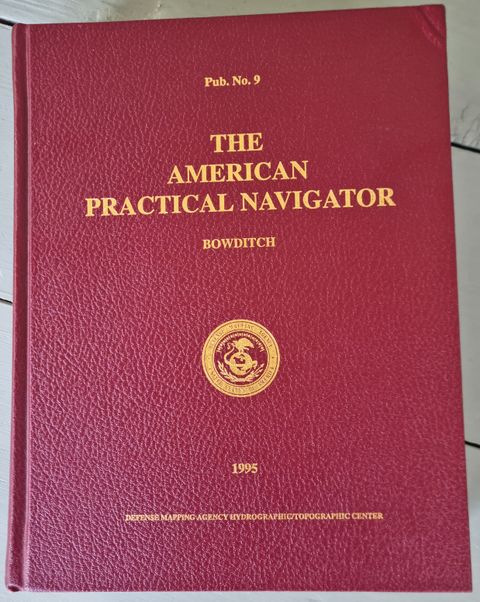 Pub. No. 9
THE
AMERICAN
PRACTICAL NAVIGATOR
BOWDITCH
1995
DEFENSE MAPPING AGENCY HYDROGRAPHIC/TOPOGRAPHIC CENTER